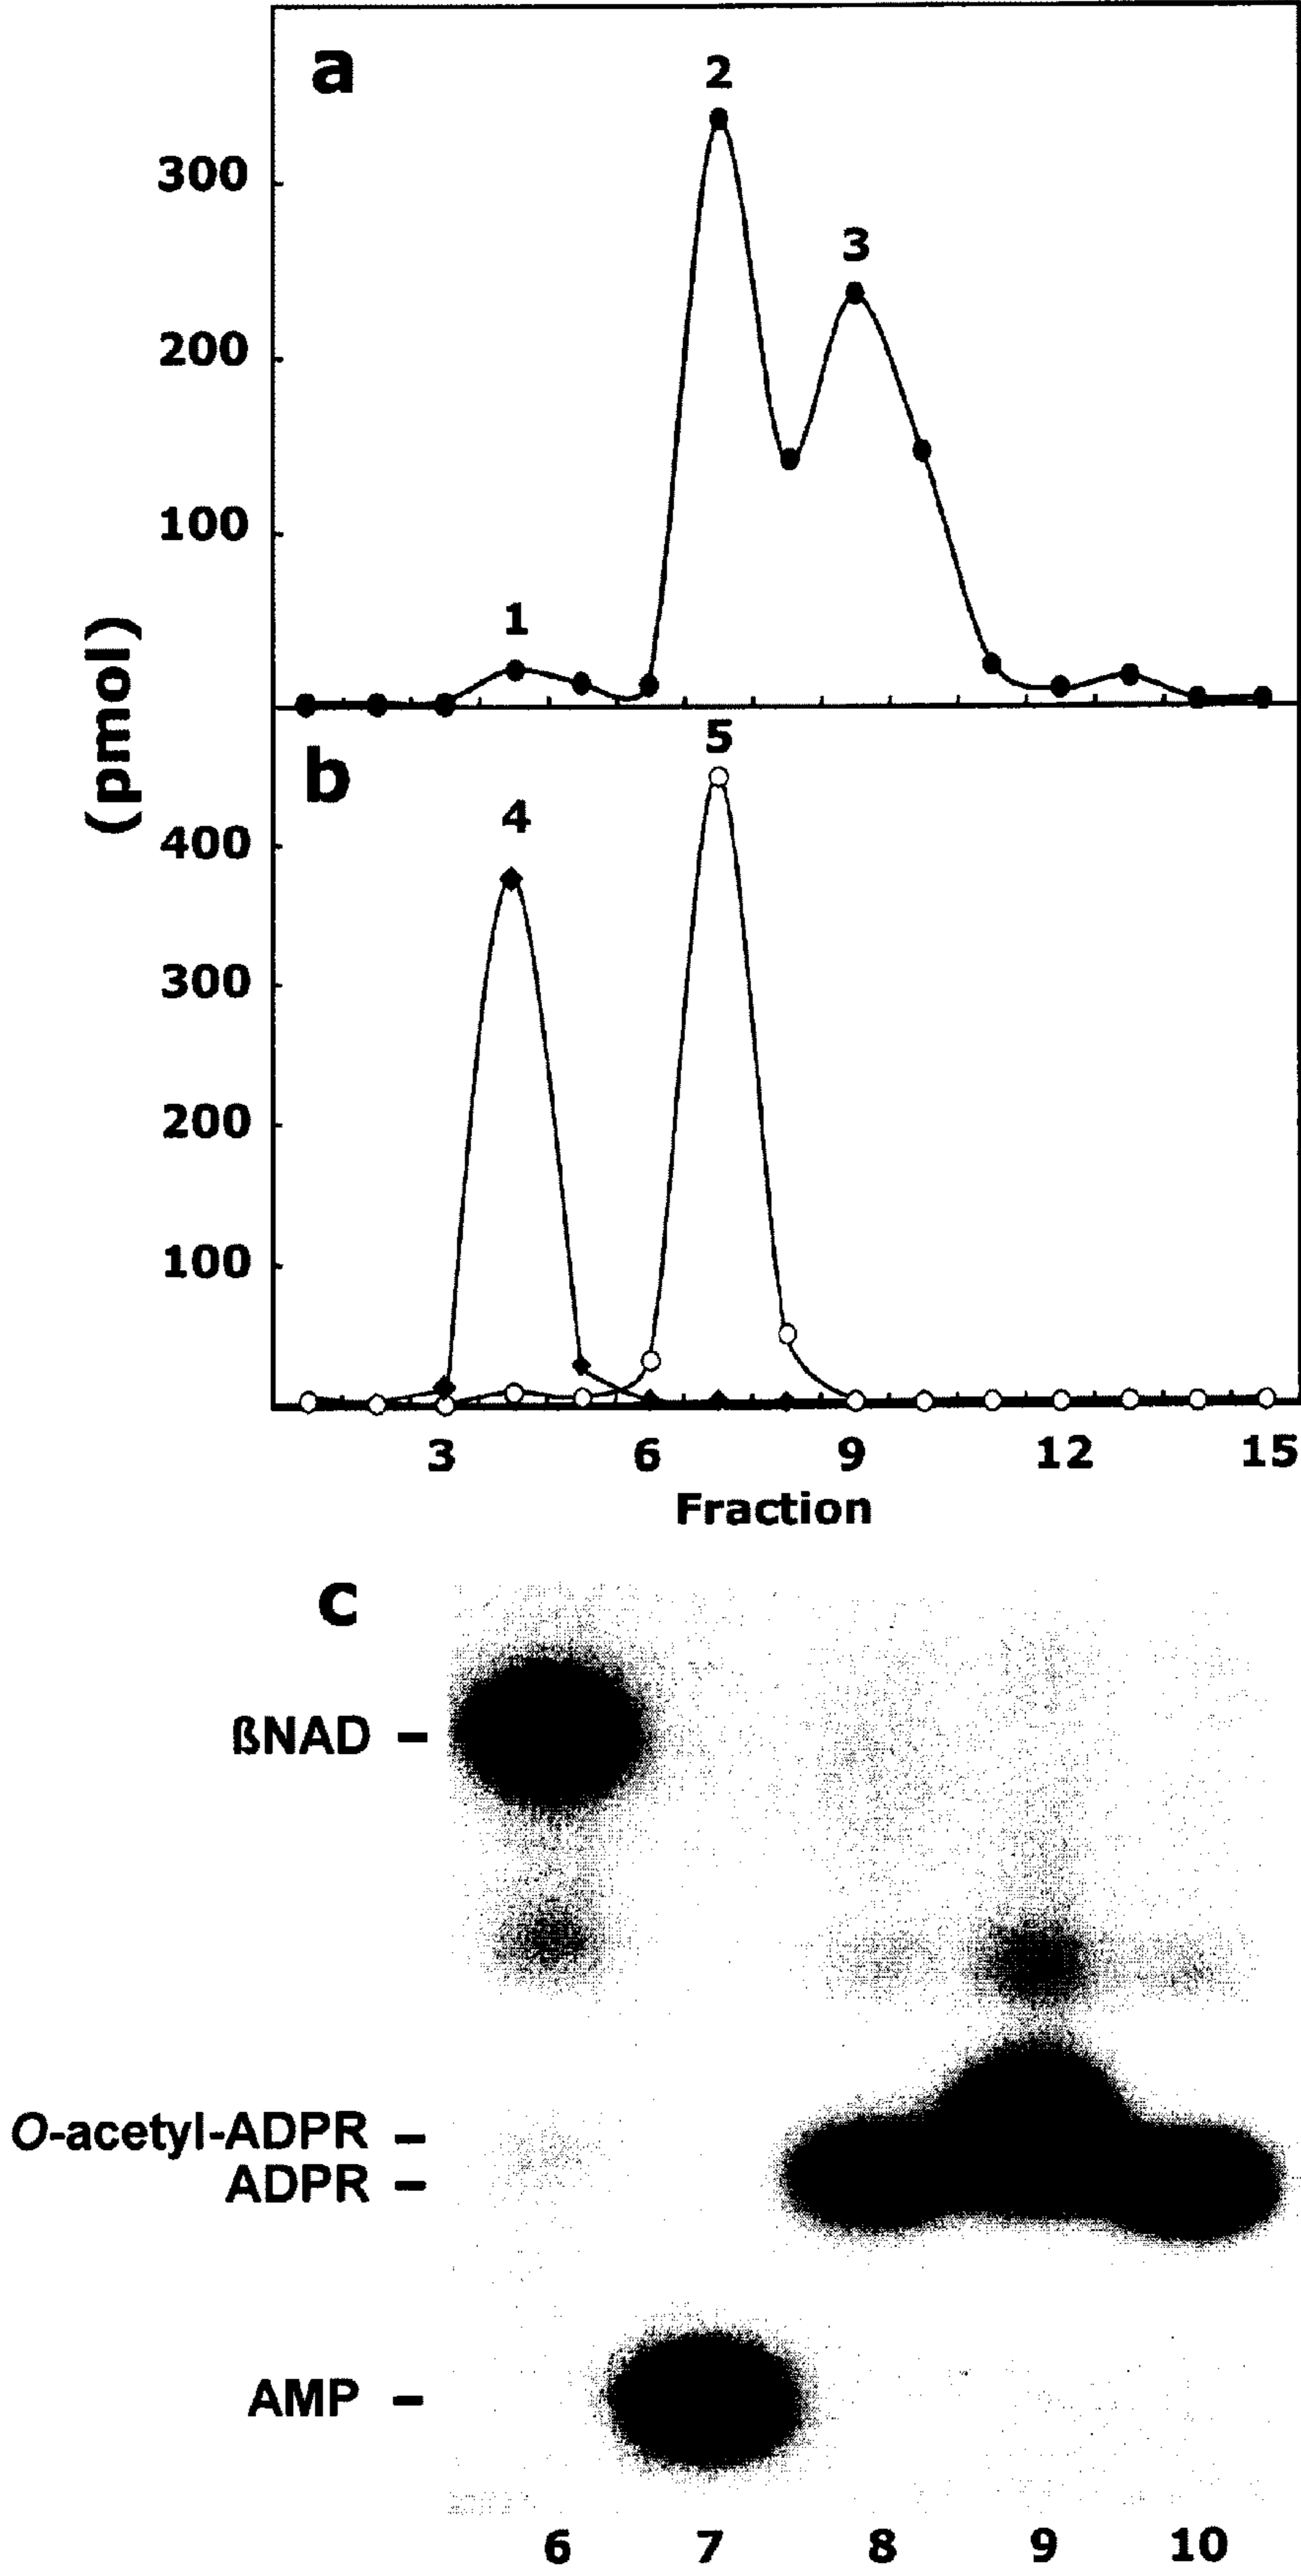 a
2
300
3
200
100
1
(pmol)
b
5
4
400
300
200
100
3 6 9 12 15
Fraction
c
ßNAD –
O-acetyl-ADPR –
ADPR –
AMP –
6 7 8 9 10